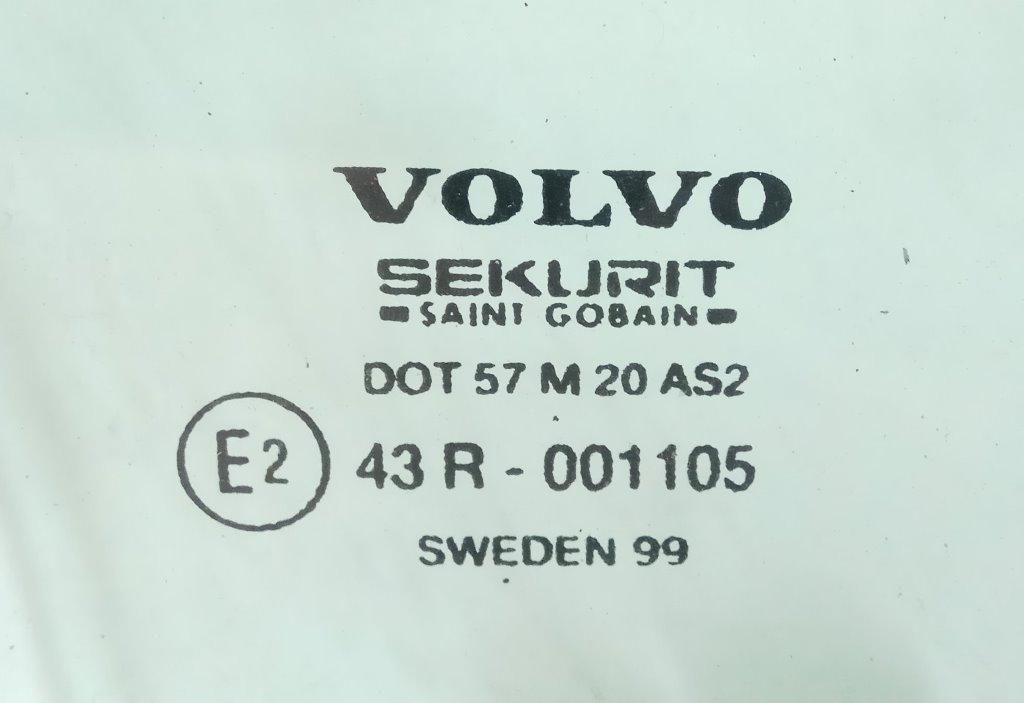 VOLVO
SEKURIT
SAINT GOBAIN
DOT 57 M 20 AS2
E2 43 R - 001105
SWEDEN 99